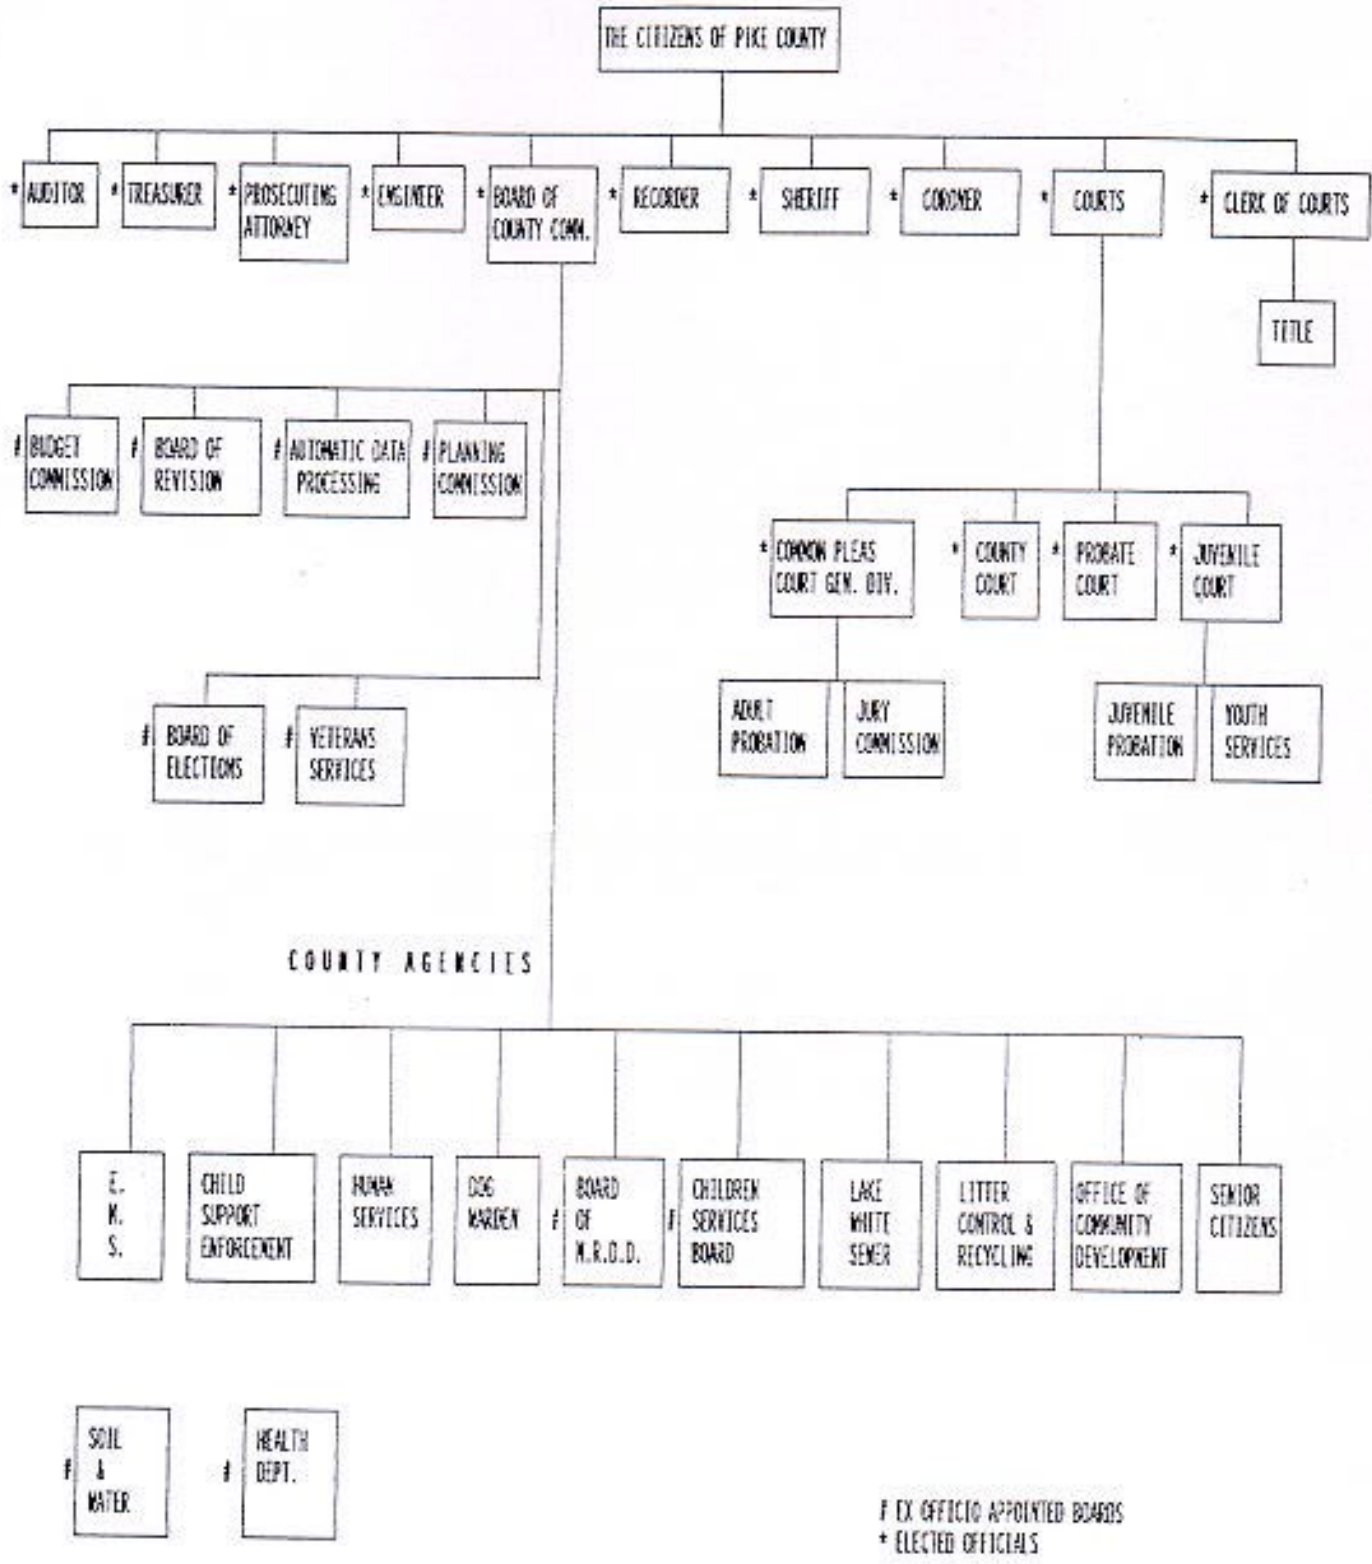 THE CITIZENS OF PIKE COUNTY
* AUDITOR
* TREASURER
* PROSECUTING
ATTORNEY
* ENGINEER
* BOARD OF
COUNTY COMM.
* RECORDER
* SHERIFF
* CORONER
* COURTS
* CLERK OF COURTS
TITLE
# BUDGET
COMMISSION
# BOARD OF
REVISION
# AUTOMATIC DATA
PROCESSING
# PLANNING
COMMISSION
* COMMON PLEAS
COURT GEN. DIV.
* COUNTY
COURT
* PROBATE
COURT
* JUVENILE
COURT
ADULT
PROBATION
JURY
COMMISSION
JUVENILE
PROBATION
YOUTH
SERVICES
# BOARD OF
ELECTIONS
# VETERANS
SERVICES
COUNTY AGENCIES
E.
M.
S.
CHILD
SUPPORT
ENFORCEMENT
HUMAN
SERVICES
DOG
WARDEN
BOARD
# OF
M.R.D.D.
CHILDREN
# SERVICES
BOARD
LAKE
WHITE
SEWER
LITTER
CONTROL &
RECYCLING
OFFICE OF
COMMUNITY
DEVELOPMENT
SENIOR
CITIZENS
SOIL
# &
WATER
HEALTH
# DEPT.
# EX OFFICIO APPOINTED BOARDS
* ELECTED OFFICIALS